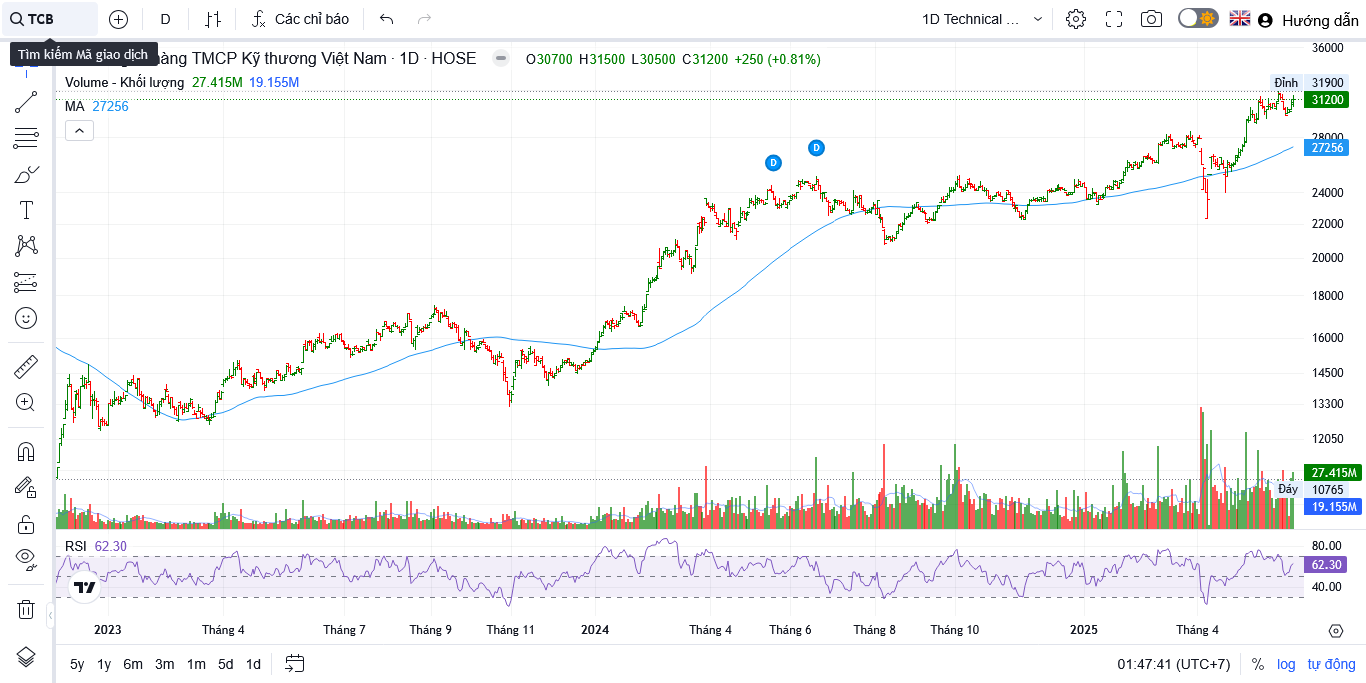 TCB
D
Các chỉ báo
1D Technical ...
Hướng dẫn
Tìm kiếm Mã giao dịch
hàng TMCP Kỹ thương Việt Nam · 1D · HOSE
O30700 H31500 L30500 C31200 +250 (+0.81%)
Volume - Khối lượng 27.415M 19.155M
MA 27256
D
D
36000
Đỉnh 31900
31200
28000
27256
24000
22000
20000
18000
16000
14500
13300
12050
27.415M
Đáy 10765
19.155M
RSI 62.30
80.00
62.30
40.00
2023 Tháng 4 Tháng 7 Tháng 9 Tháng 11 2024 Tháng 4 Tháng 6 Tháng 8 Tháng 10 2025 Tháng 4
5y 1y 6m 3m 1m 5d 1d
01:47:41 (UTC+7) % log tự động